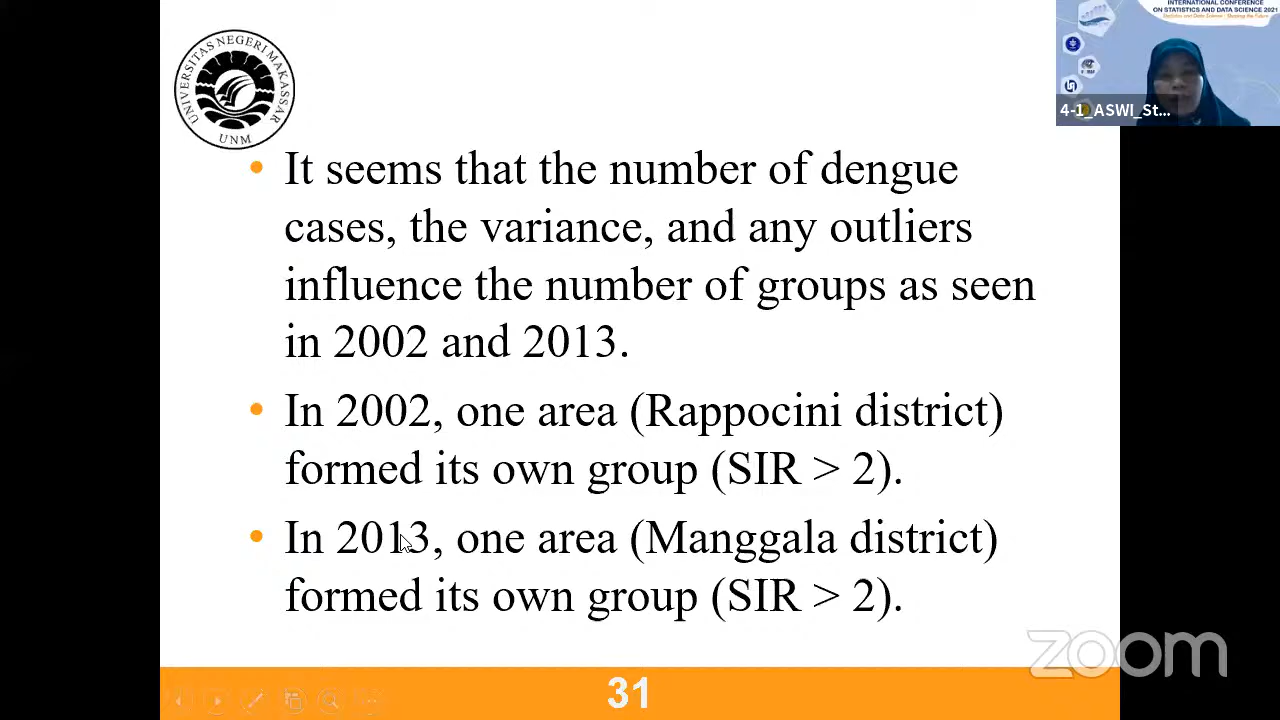 INTERNATIONAL CONFERENCE
ON STATISTICS AND DATA SCIENCE 2021
4-1_ASWI_St...
UNIVERSITAS NEGERI MAKASSAR
UNM
• It seems that the number of dengue
cases, the variance, and any outliers
influence the number of groups as seen
in 2002 and 2013.
• In 2002, one area (Rappocini district)
formed its own group (SIR > 2).
• In 2013, one area (Manggala district)
formed its own group (SIR > 2).
zoom
31